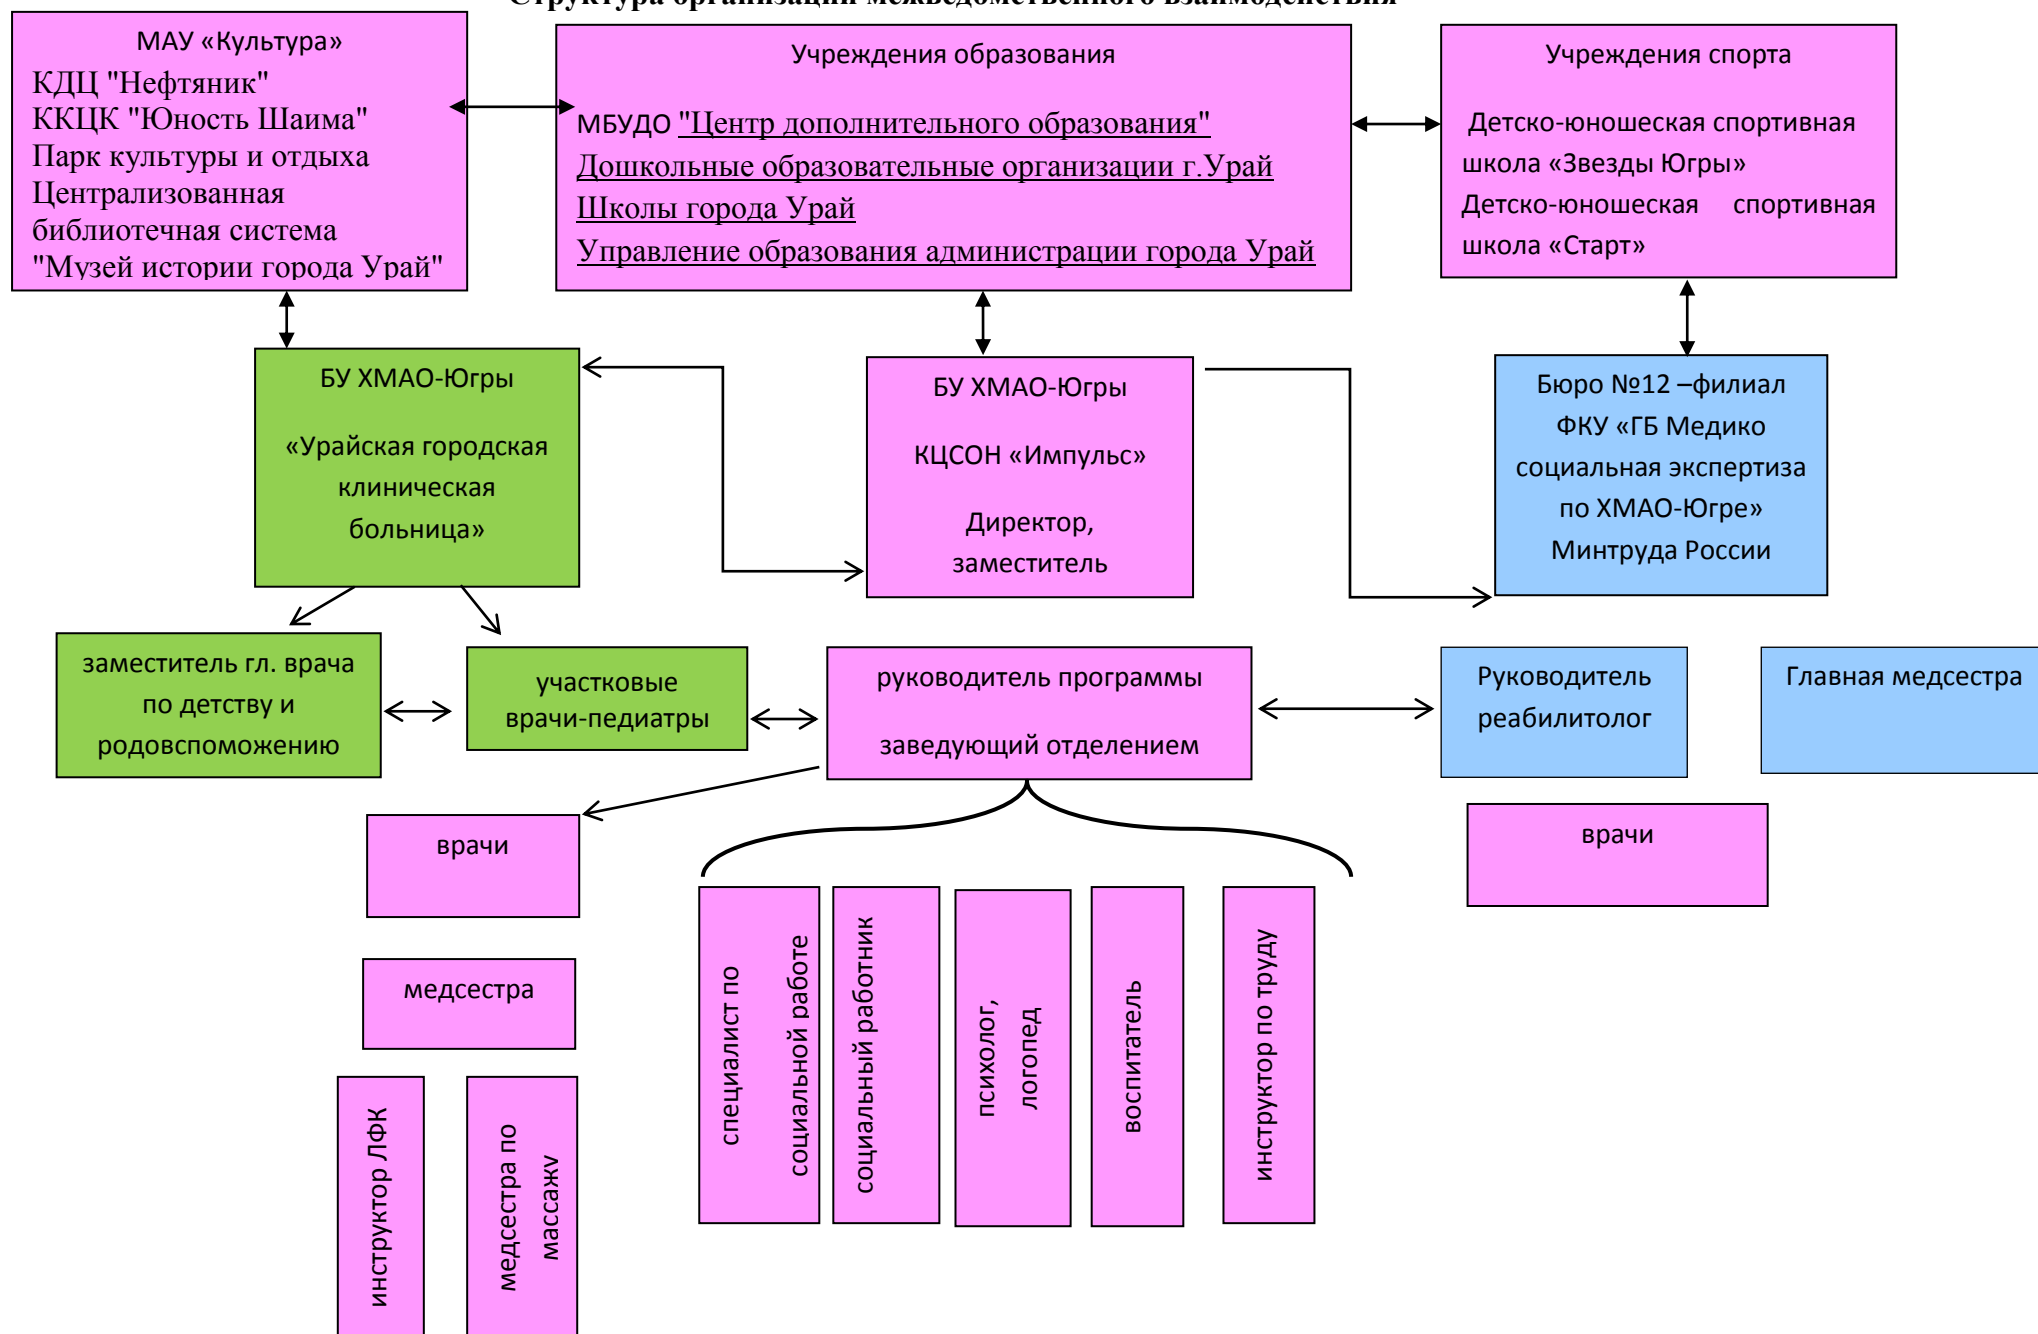 Структура организации межведомственного взаимодействия
МАУ «Культура»
КДЦ "Нефтяник"
ККЦК "Юность Шаима"
Парк культуры и отдыха
Централизованная
библиотечная система
"Музей истории города Урай"
Учреждения образования
МБУДО "Центр дополнительного образования"
Дошкольные образовательные организации г.Урай
Школы города Урай
Управление образования администрации города Урай
Учреждения спорта
Детско-юношеская спортивная
школа «Звезды Югры»
Детско-юношеская спортивная
школа «Старт»
БУ ХМАО-Югры
«Урайская городская
клиническая
больница»
БУ ХМАО-Югры
КЦСОН «Импульс»
Директор,
заместитель
Бюро №12 –филиал
ФКУ «ГБ Медико
социальная экспертиза
по ХМАО-Югре»
Минтруда России
заместитель гл. врача
по детству и
родовспоможению
участковые
врачи-педиатры
руководитель программы
заведующий отделением
Руководитель
реабилитолог
Главная медсестра
врачи
врачи
медсестра
инструктор ЛФК
медсестра по
массажу
специалист по
социальной работе
социальный работник
психолог,
логопед
воспитатель
инструктор по труду